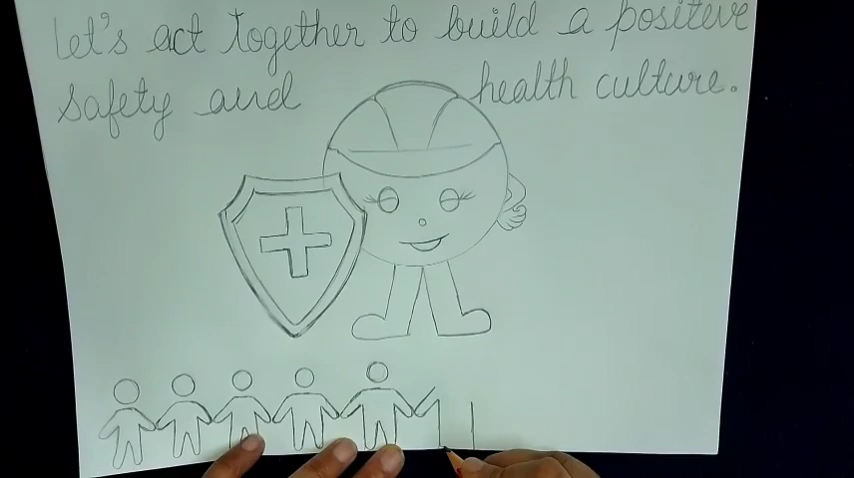 Let's act together to build a positive
safety and health culture.